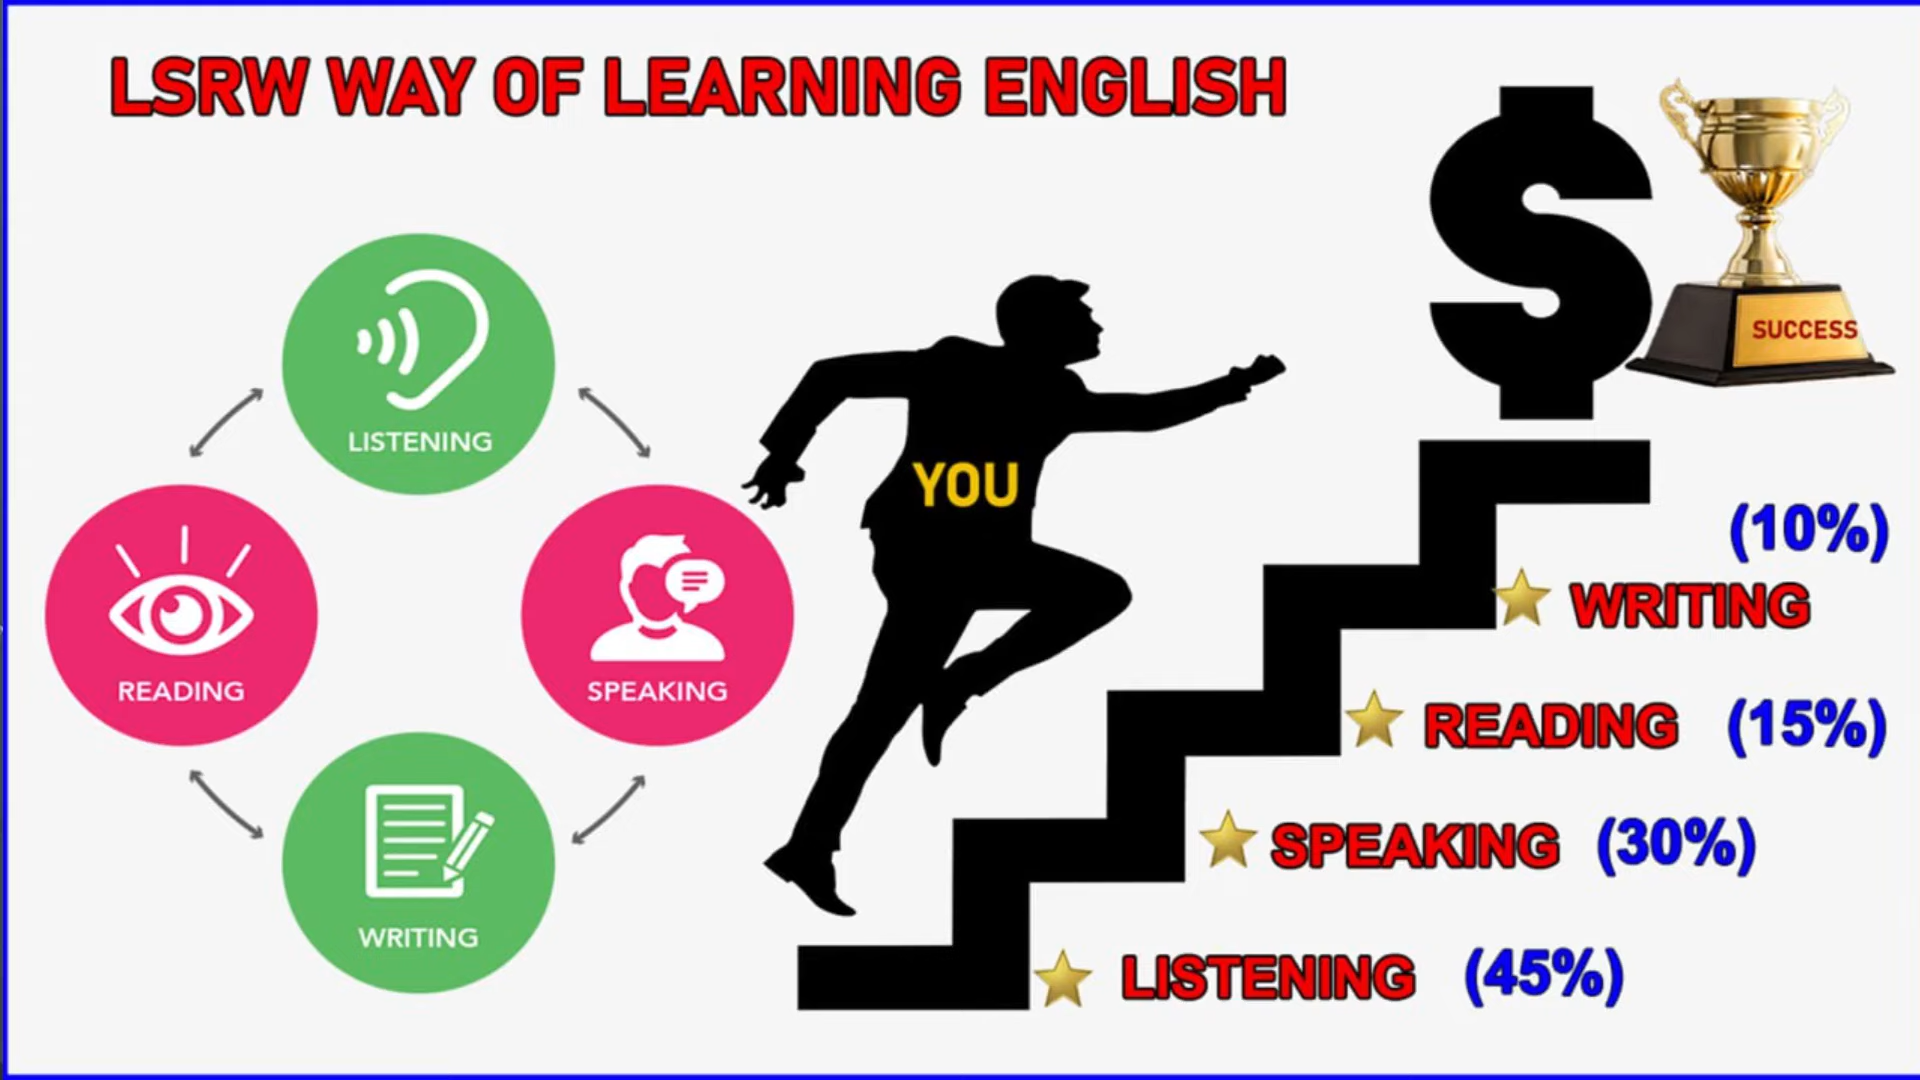 LSRW WAY OF LEARNING ENGLISH
SUCCESS
LISTENING
READING
SPEAKING
WRITING
YOU
(10%)
WRITING
READING (15%)
SPEAKING (30%)
LISTENING (45%)